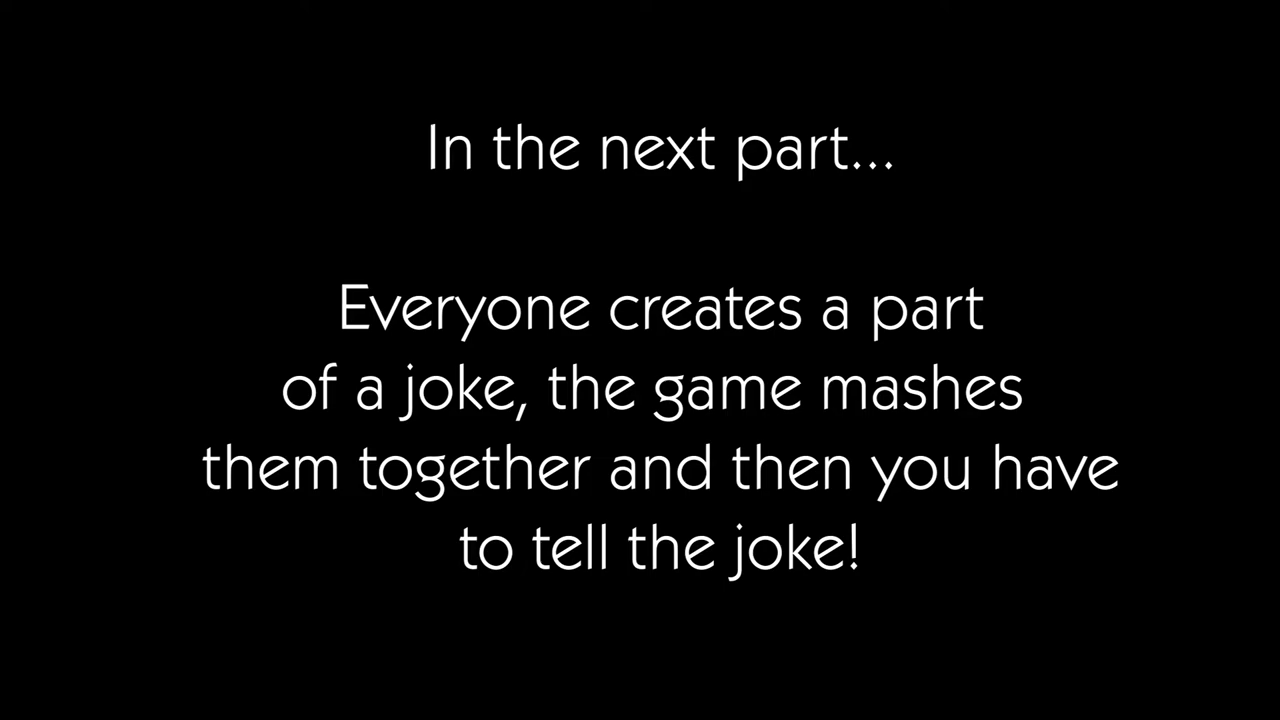 In the next part...
Everyone creates a part
of a joke, the game mashes
them together and then you have
to tell the joke!